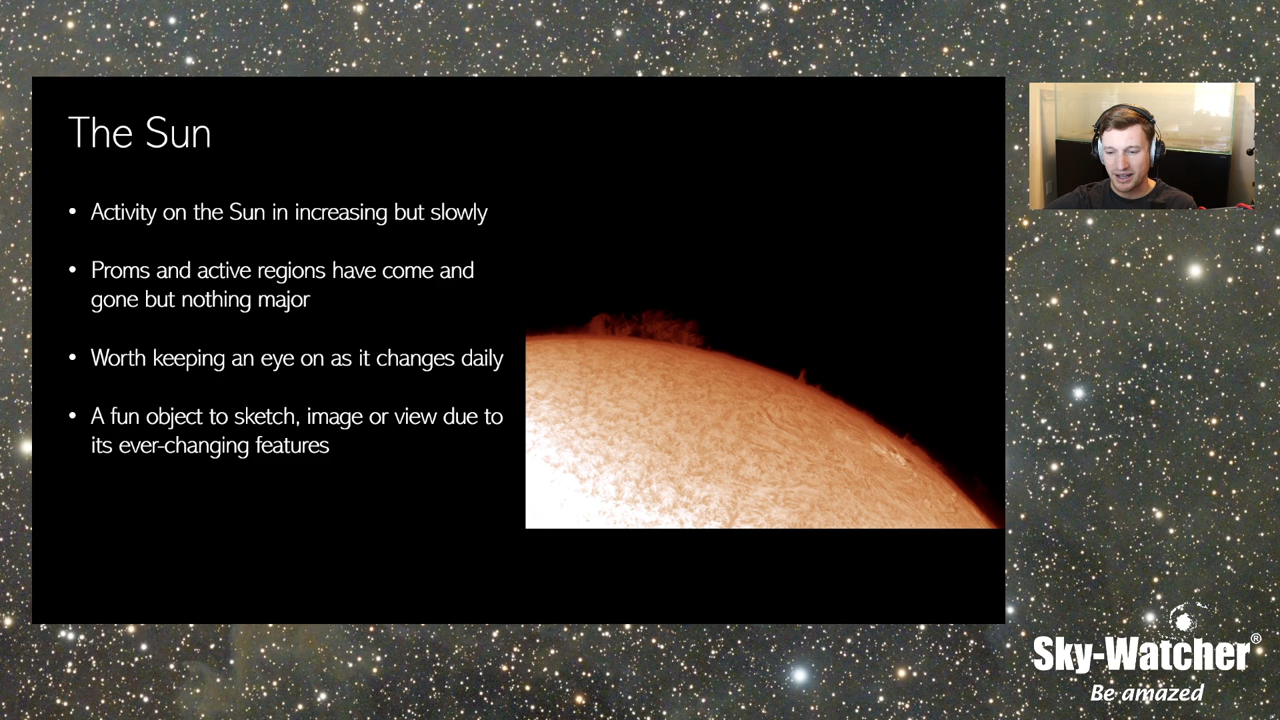 The Sun
• Activity on the Sun in increasing but slowly
• Proms and active regions have come and
gone but nothing major
• Worth keeping an eye on as it changes daily
• A fun object to sketch, image or view due to
its ever-changing features
Sky-Watcher®
Be amazed